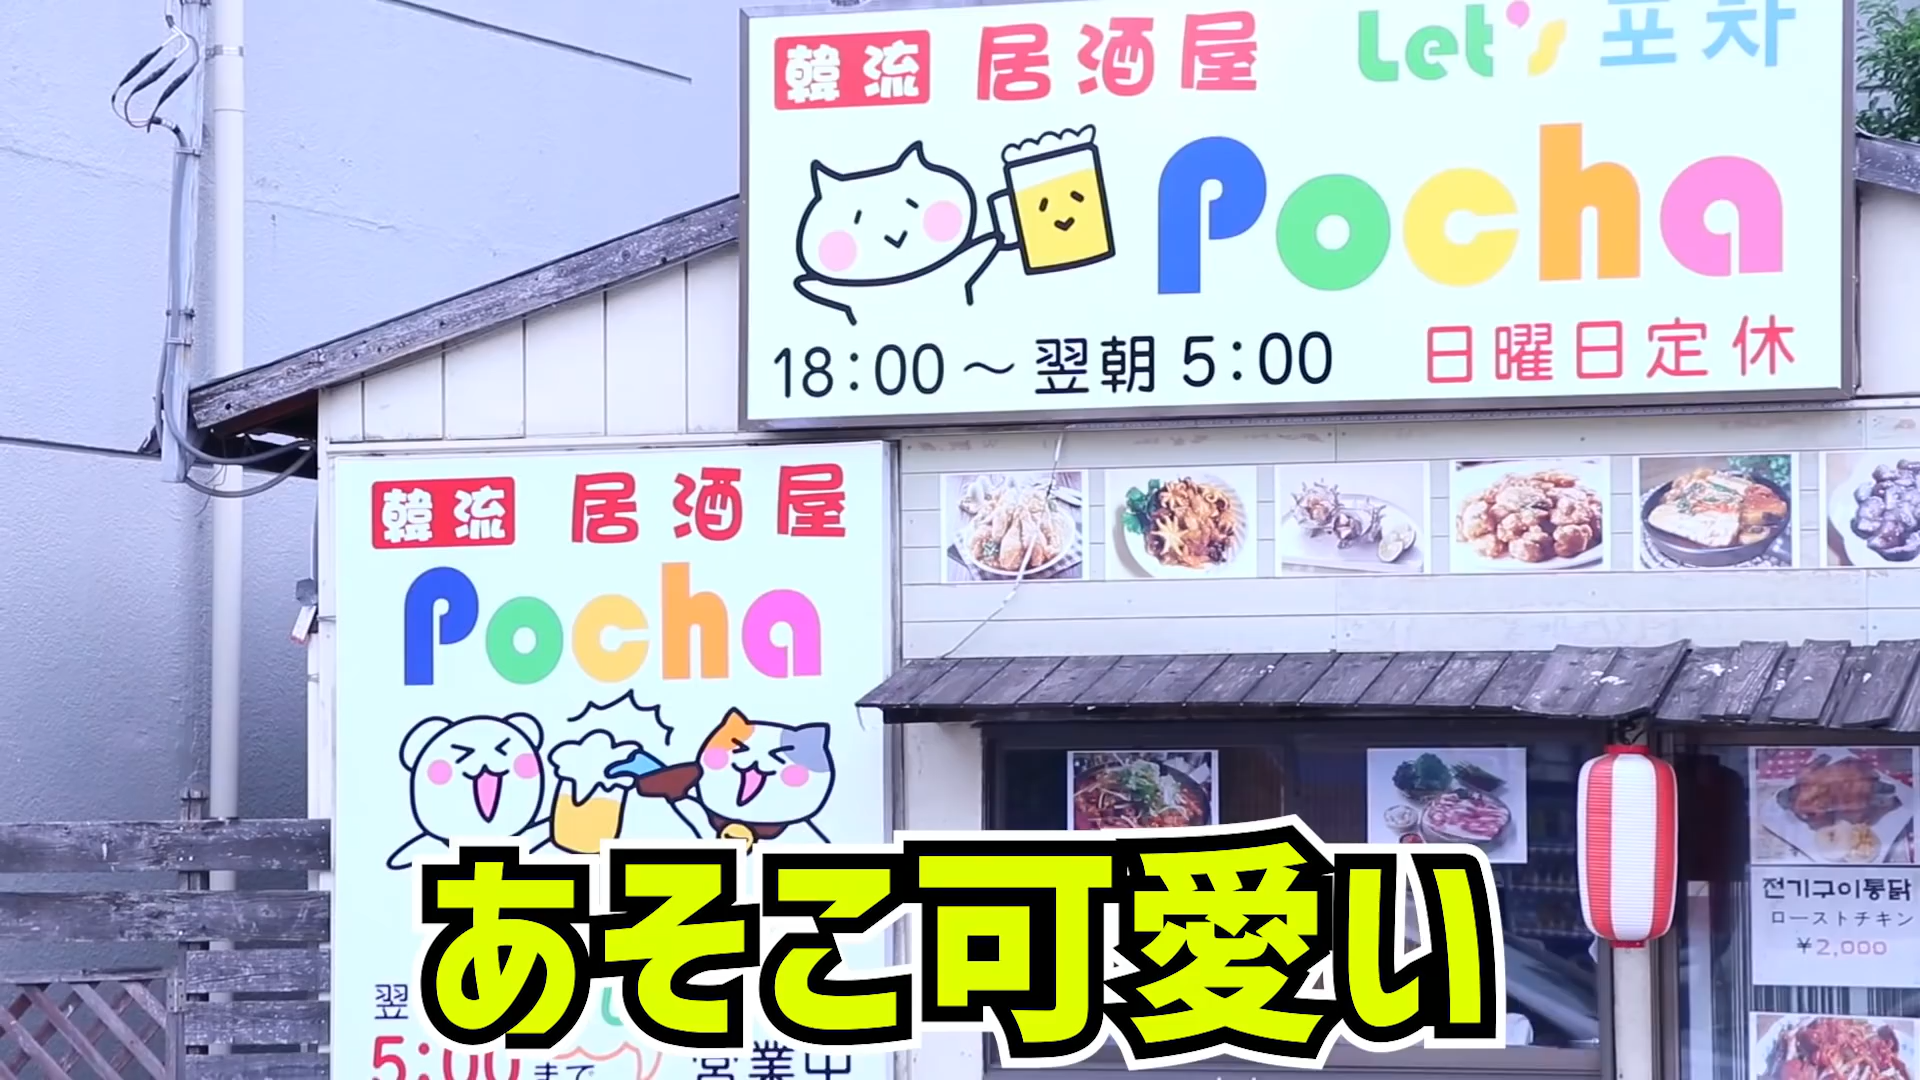 韓流 居酒屋 Let's 포차
Pocha
18:00～翌朝5:00 日曜日定休
韓流 居酒屋
Pocha
전기구이통닭
ローストチキン
¥2,000
あそこ可愛い
翌
5:00まで 営業中